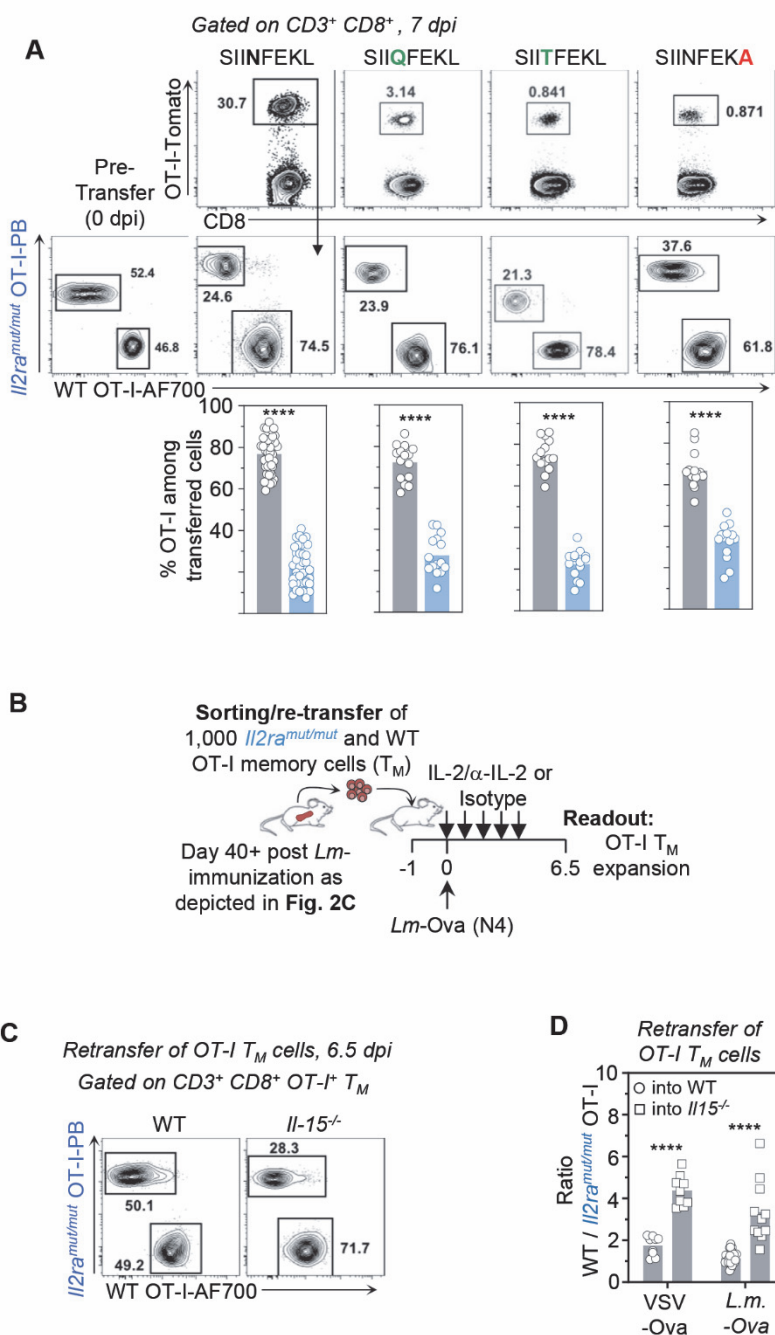 Gated on CD3+ CD8+, 7 dpi
A
SIINFEKL
SIIQFEKL
SIITFEKL
SIINFEKA
OT-I-Tomato
30.7
3.14
0.841
0.871
Pre-
Transfer
(0 dpi)
CD8
Il2ra^mut/mut OT-I-PB
52.4
46.8
24.6
74.5
23.9
76.1
21.3
78.4
37.6
61.8
WT OT-I-AF700
% OT-I among
transferred cells
100
80
60
40
****
****
****
****
B
Sorting/re-transfer of
1,000 Il2ra^mut/mut and WT
OT-I memory cells (TM)
IL-2/α-IL-2 or
Isotype
Readout:
OT-I TM
expansion
Day 40+ post Lm-
immunization as
depicted in Fig. 2C
-1
0
6.5
Lm-Ova (N4)
C
Retransfer of OT-I TM cells, 6.5 dpi
Gated on CD3+ CD8+ OT-I+ TM
WT
Il-15-/-
Il2ra^mut/mut OT-I-PB
50.1
49.2
28.3
71.7
WT OT-I-AF700
D
Retransfer of
OT-I TM cells
Ratio
WT / Il2ra^mut/mut OT-I
10
8
6
4
2
0
into WT
into Il15-/-
****
****
VSV
-Ova
L.m.
-Ova